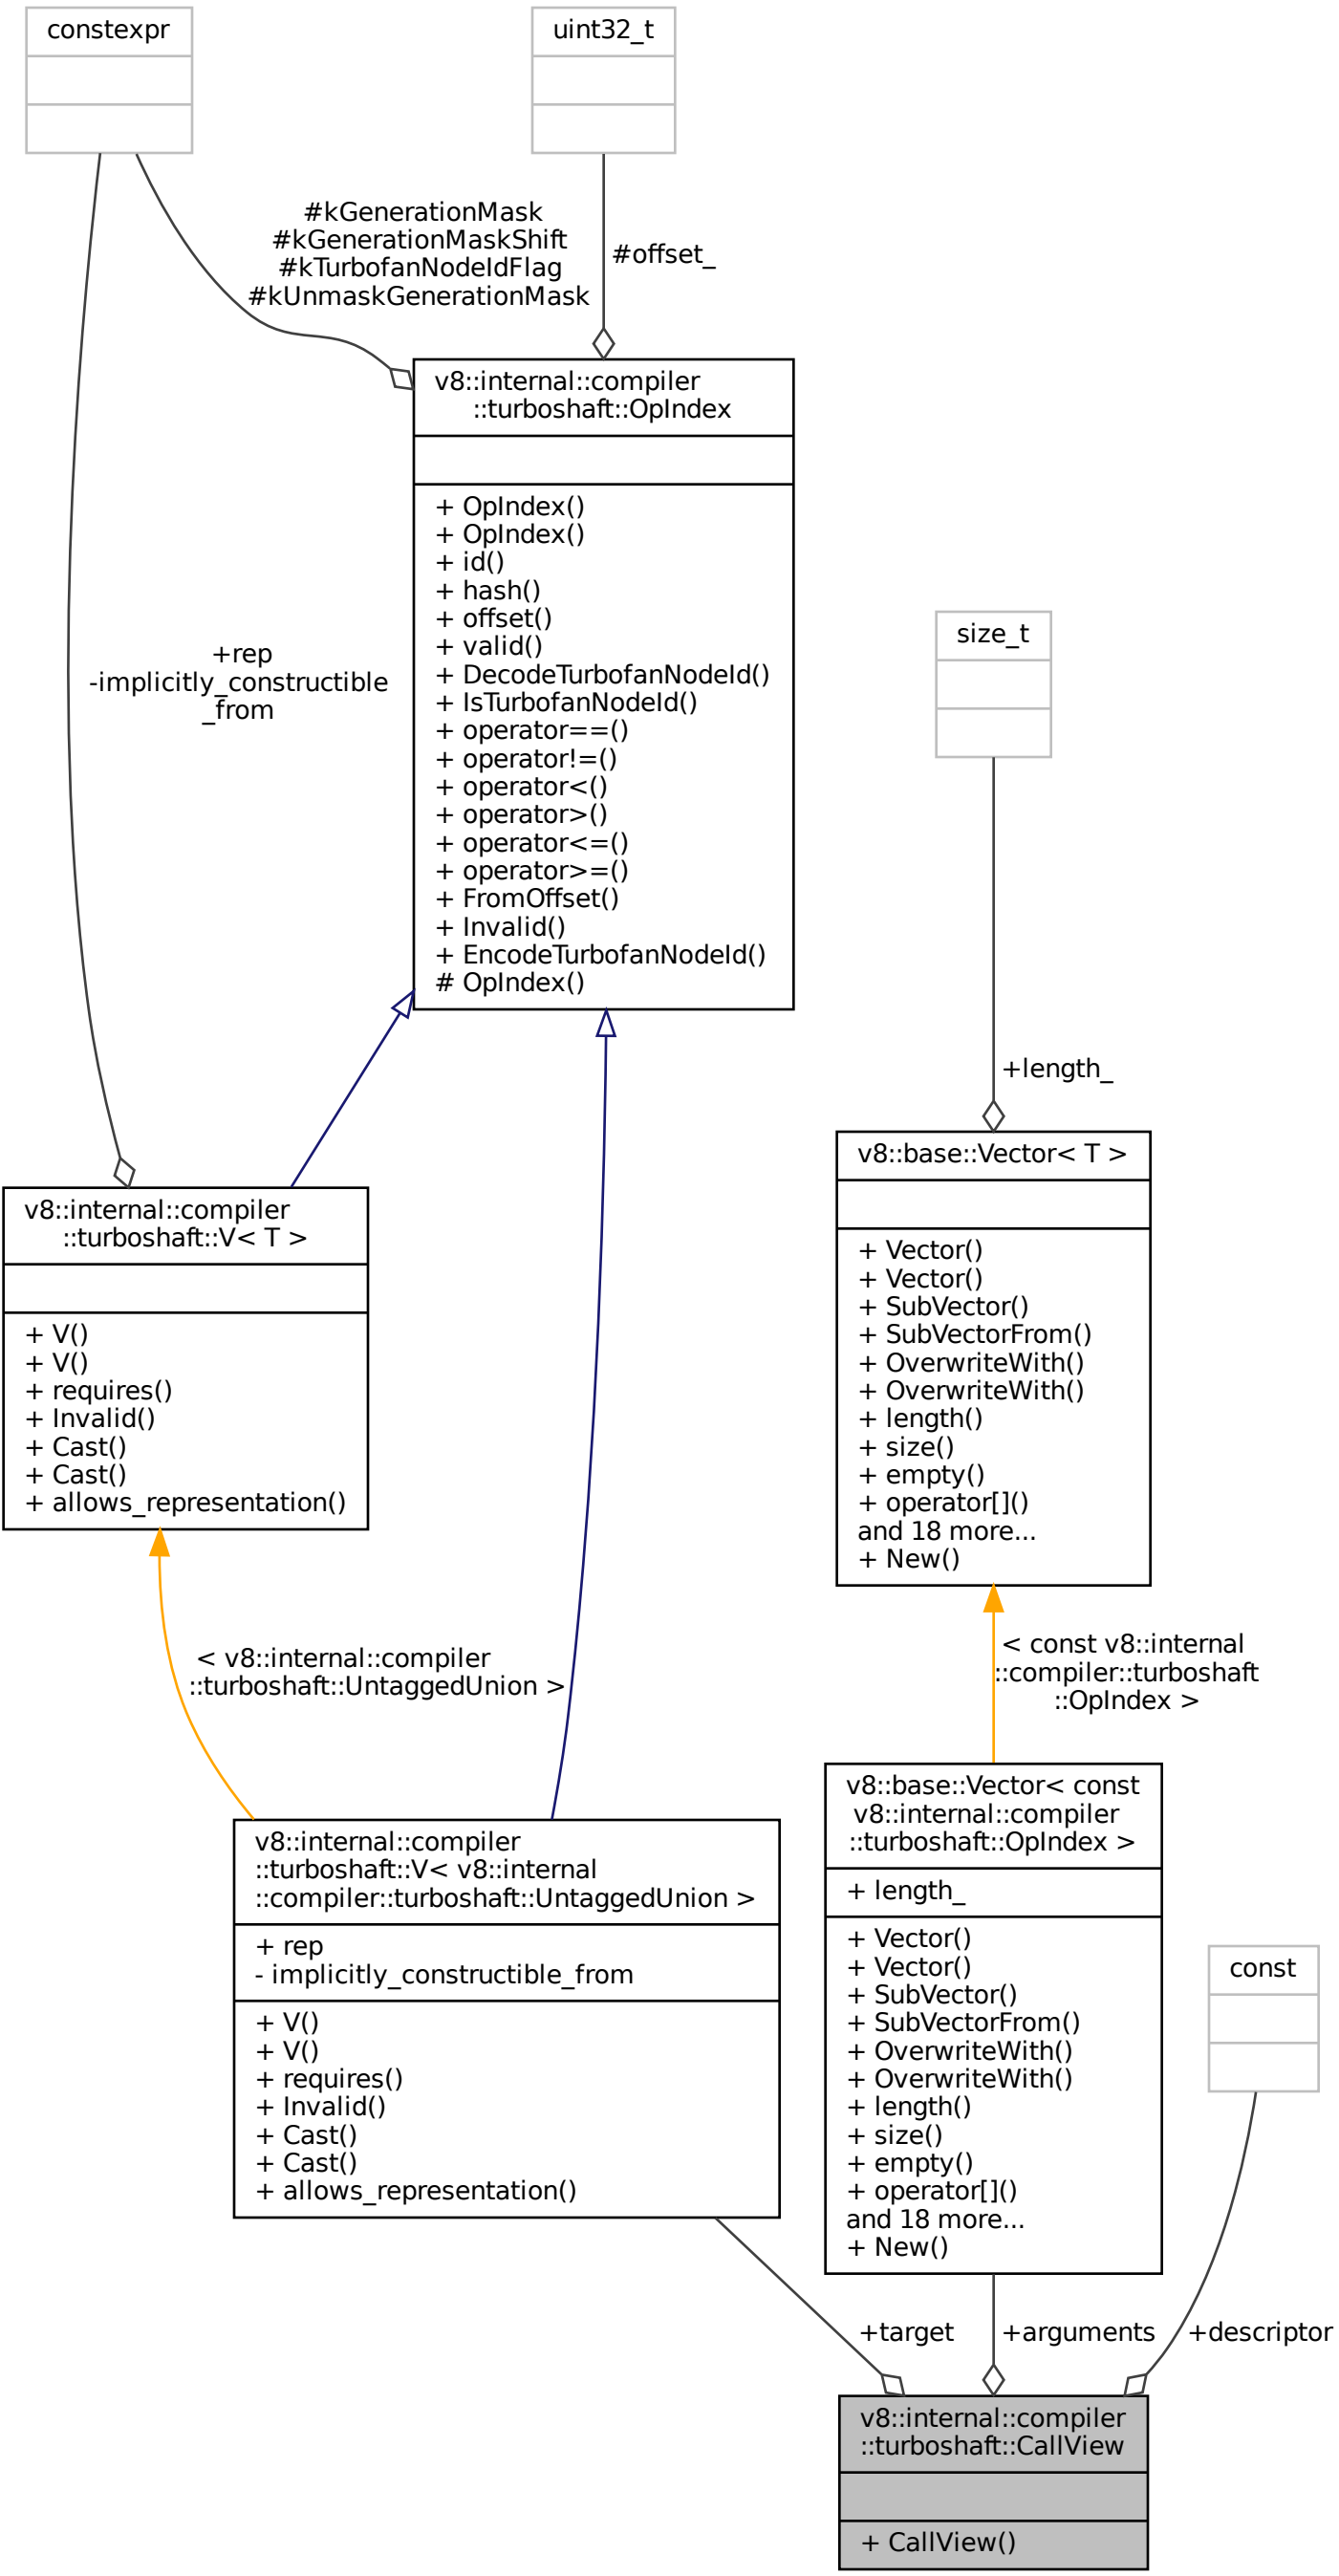 constexpr
uint32_t
#kGenerationMask
#kGenerationMaskShift
#kTurbofanNodeIdFlag
#kUnmaskGenerationMask
#offset_
v8::internal::compiler
::turboshaft::OpIndex
+ OpIndex()
+ OpIndex()
+ id()
+ hash()
+ offset()
+ valid()
+ DecodeTurbofanNodeId()
+ IsTurbofanNodeId()
+ operator==()
+ operator!=()
+ operator<()
+ operator>()
+ operator<=()
+ operator>=()
+ FromOffset()
+ Invalid()
+ EncodeTurbofanNodeId()
# OpIndex()
+rep
-implicitly_constructible
_from
size_t
+length_
v8::base::Vector< T >
+ Vector()
+ Vector()
+ SubVector()
+ SubVectorFrom()
+ OverwriteWith()
+ OverwriteWith()
+ length()
+ size()
+ empty()
+ operator[]()
and 18 more...
+ New()
v8::internal::compiler
::turboshaft::V< T >
+ V()
+ V()
+ requires()
+ Invalid()
+ Cast()
+ Cast()
+ allows_representation()
< v8::internal::compiler
::turboshaft::UntaggedUnion >
< const v8::internal
::compiler::turboshaft
::OpIndex >
v8::internal::compiler
::turboshaft::V< v8::internal
::compiler::turboshaft::UntaggedUnion >
+ rep
- implicitly_constructible_from
+ V()
+ V()
+ requires()
+ Invalid()
+ Cast()
+ Cast()
+ allows_representation()
v8::base::Vector< const
v8::internal::compiler
::turboshaft::OpIndex >
+ length_
+ Vector()
+ Vector()
+ SubVector()
+ SubVectorFrom()
+ OverwriteWith()
+ OverwriteWith()
+ length()
+ size()
+ empty()
+ operator[]()
and 18 more...
+ New()
const
+target
+arguments
+descriptor
v8::internal::compiler
::turboshaft::CallView
+ CallView()